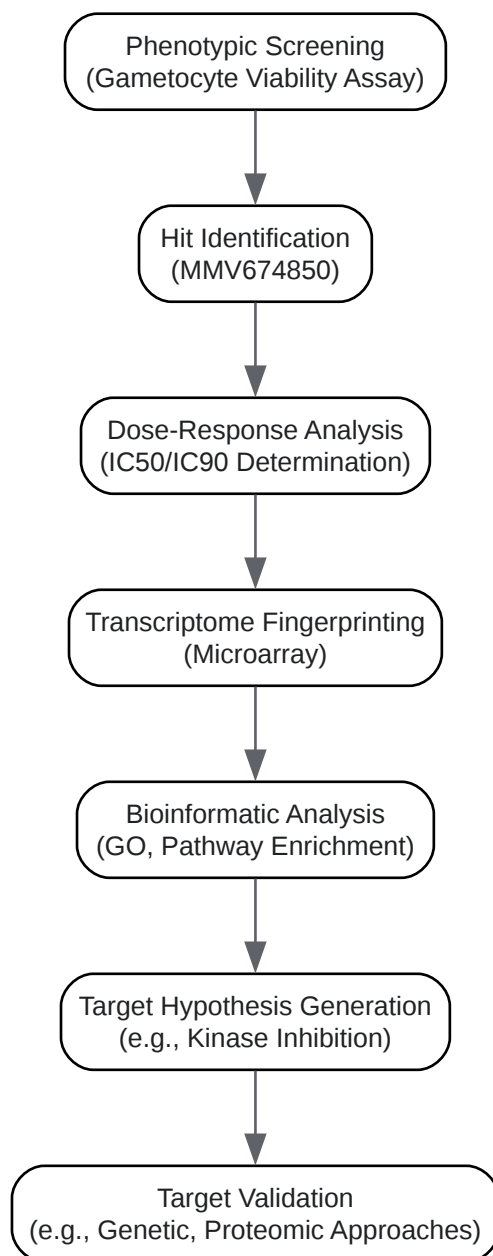 Phenotypic Screening
(Gametocyte Viability Assay)
Hit Identification
(MMV674850)
Dose-Response Analysis
(IC50/IC90 Determination)
Transcriptome Fingerprinting
(Microarray)
Bioinformatic Analysis
(GO, Pathway Enrichment)
Target Hypothesis Generation
(e.g., Kinase Inhibition)
Target Validation
(e.g., Genetic, Proteomic Approaches)